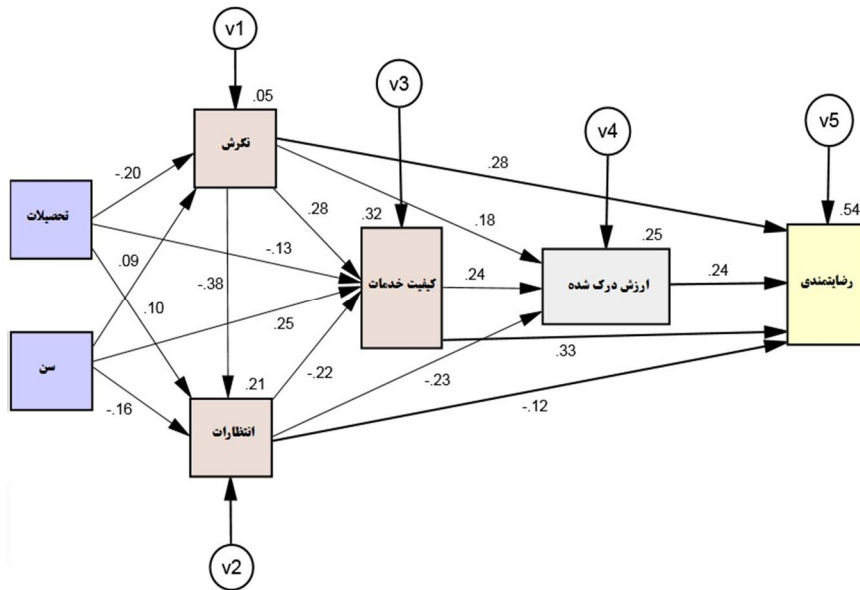 v1
.05
v3
نگرش
v4
v5
-.20
.28
تحصیلات
.28
.32
.18
.25
.54
-.13
.09
-.38
کیفیت خدمات
.24
ارزش درک شده
.24
رضایتمندی
.10
.25
سن
.21
-.22
-.23
.33
-.16
انتظارات
-.12
v2